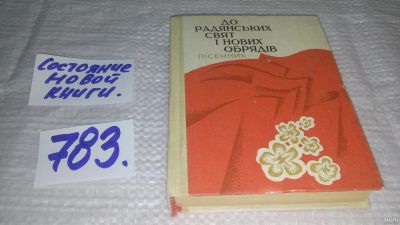 Состояние
новой
книги.
783.
ДО
РАДЯНСЬКИХ
СВЯТ
І НОВИХ
ОБРЯДІВ
ПІСЕННИК